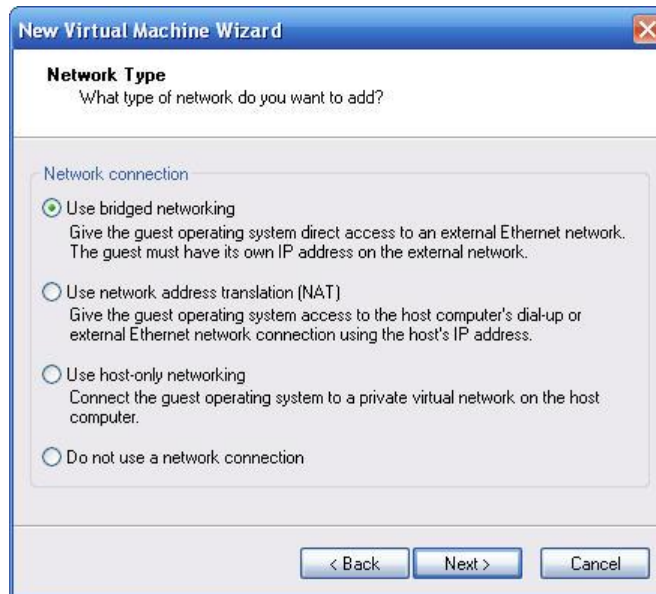 New Virtual Machine Wizard
Network Type
What type of network do you want to add?
Network connection
Use bridged networking
Give the guest operating system direct access to an external Ethernet network.
The guest must have its own IP address on the external network.
Use network address translation (NAT)
Give the guest operating system access to the host computer's dial-up or
external Ethernet network connection using the host's IP address.
Use host-only networking
Connect the guest operating system to a private virtual network on the host
computer.
Do not use a network connection
< Back Next > Cancel